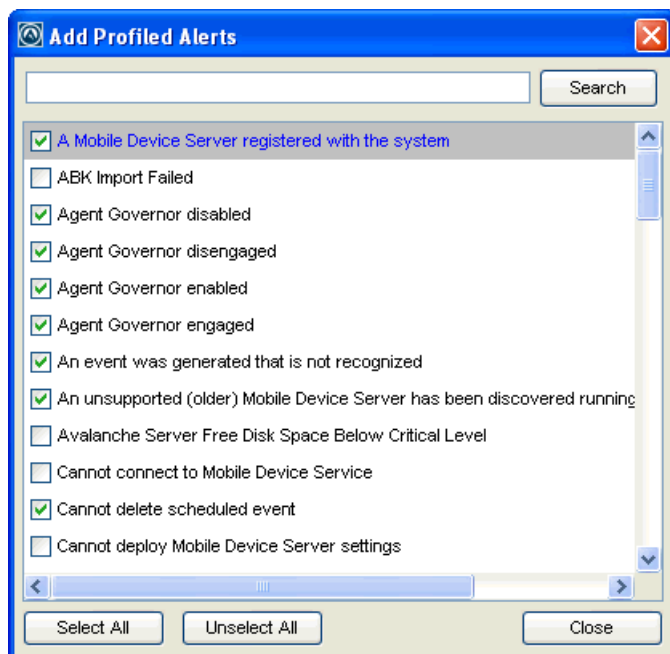 Add Profiled Alerts
Search
A Mobile Device Server registered with the system
ABK Import Failed
Agent Governor disabled
Agent Governor disengaged
Agent Governor enabled
Agent Governor engaged
An event was generated that is not recognized
An unsupported (older) Mobile Device Server has been discovered running
Avalanche Server Free Disk Space Below Critical Level
Cannot connect to Mobile Device Service
Cannot delete scheduled event
Cannot deploy Mobile Device Server settings
Select All Unselect All Close